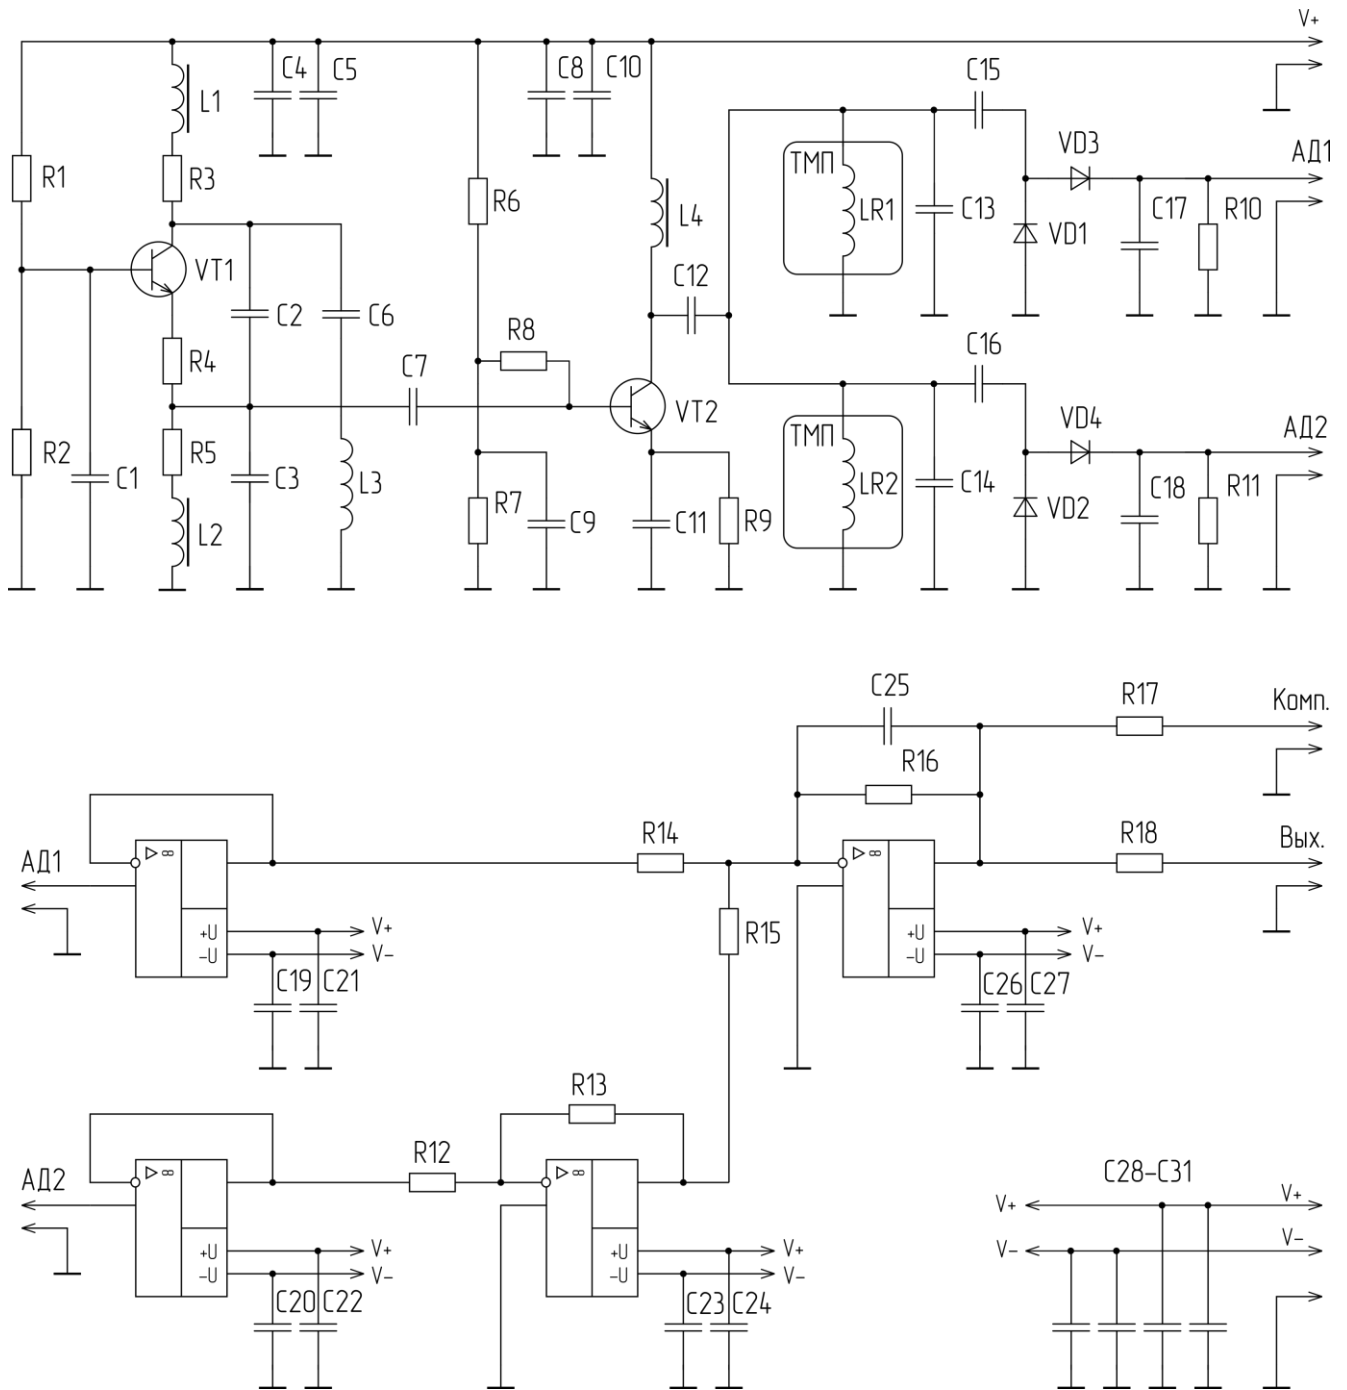 V+
C4
C5
C8
C10
C15
L1
VD3
АД1
R1
R3
ТМП
R6
L4
LR1
C13
C17
R10
VD1
VT1
C12
C2
C6
R8
C16
R4
C7
VT2
VD4
АД2
ТМП
R2
C1
R5
C3
L3
LR2
C14
C18
R11
R7
C9
C11
R9
VD2
L2
C25
R17
Комп.
R16
R14
R18
Вых.
АД1
▷ ∞
▷ ∞
+U
V+
R15
+U
V+
–U
V–
–U
V–
C19
C21
C26
C27
R13
R12
C28–C31
АД2
▷ ∞
▷ ∞
V+
V+
+U
V+
+U
V+
V–
V–
–U
V–
–U
V–
C20
C22
C23
C24